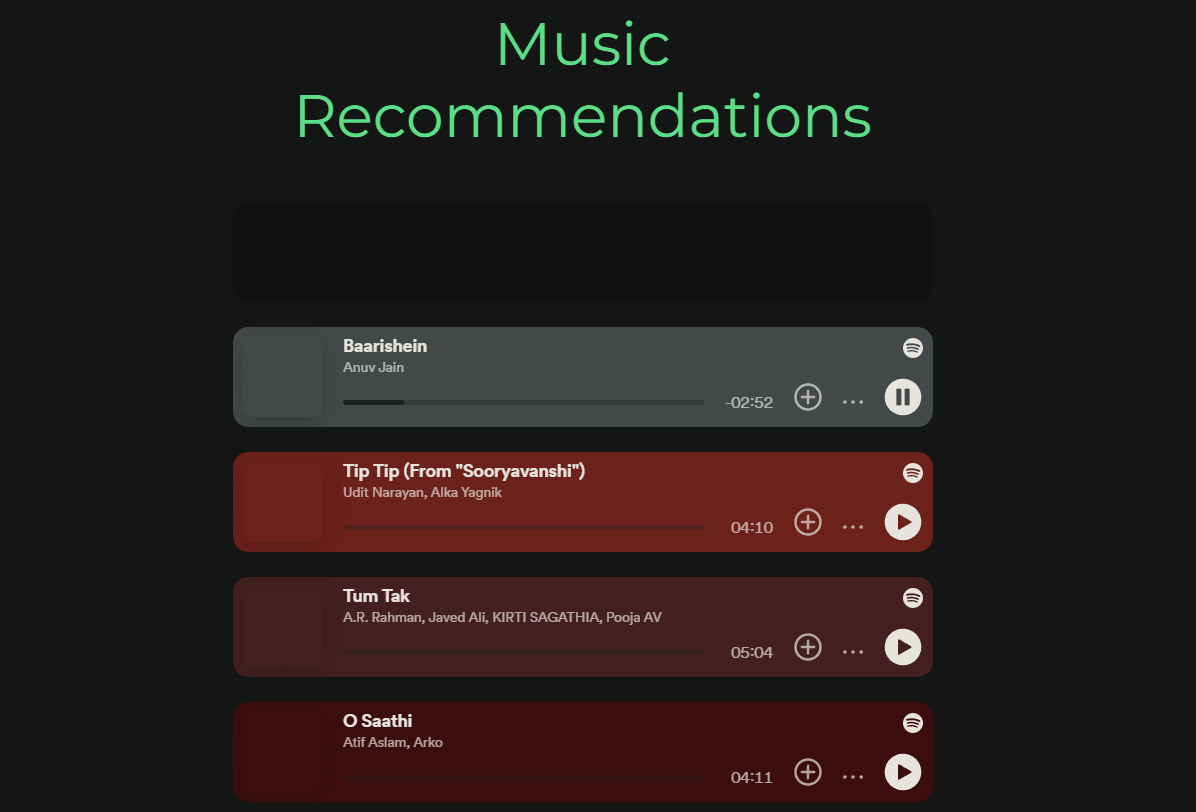 Music
Recommendations
Baarishein
Anuv Jain
-02:52
Tip Tip (From "Sooryavanshi")
Udit Narayan, Alka Yagnik
04:10
Tum Tak
A.R. Rahman, Javed Ali, KIRTI SAGATHIA, Pooja AV
05:04
O Saathi
Atif Aslam, Arko
04:11